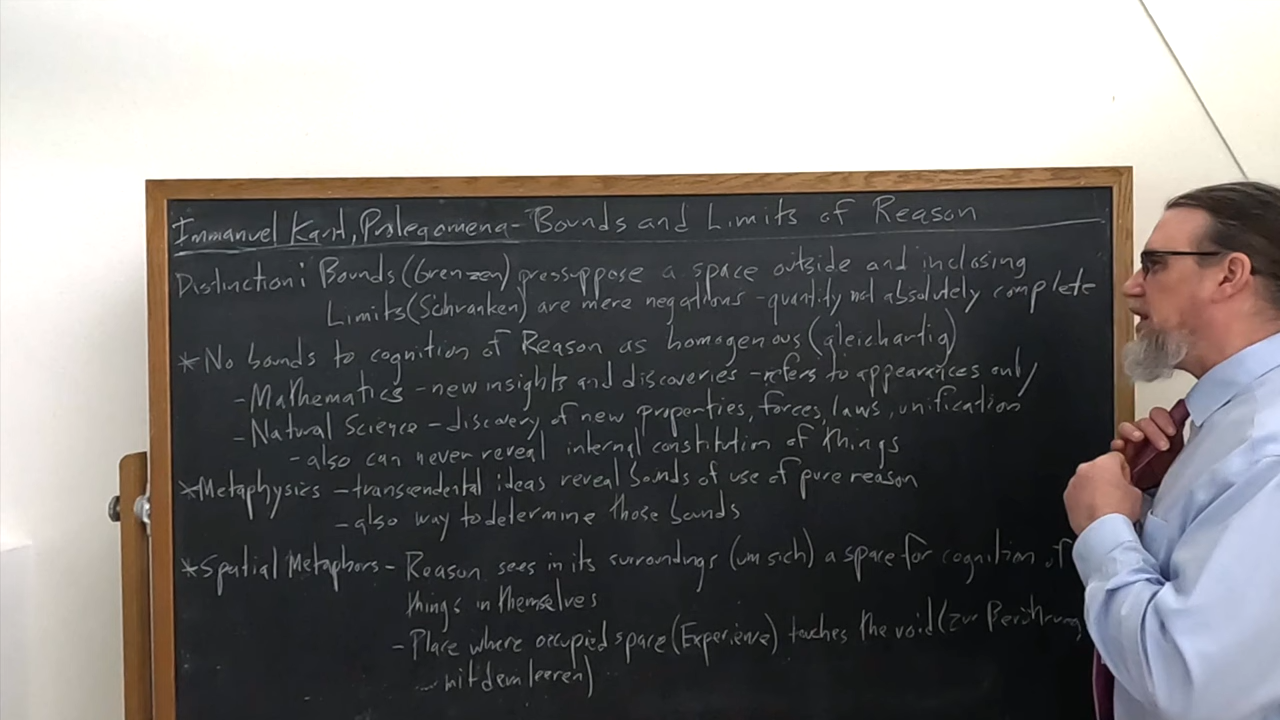 Immanuel Kant, Prolegomena - Bounds and Limits of Reason
Distinction: Bounds (Grenzen) pressuppose a space outside and inclosing
Limits (Schranken) are mere negations - quantity not absolutely complete
* No bounds to cognition of Reason as homogenous (gleichartig)
- Mathematics - new insights and discoveries - refers to appearances only
- Natural Science - discovery of new properties, forces, laws, unification
- also can never reveal internal constitution of things
* Metaphysics - transcendental ideas reveal bounds of use of pure reason
- also way to determine those bounds
* Spatial Metaphors - Reason sees in its surroundings (um sich) a space for cognition of
things in themselves
- Place where occupied space (Experience) touches the void (zur Berührung
mit dem leeren)